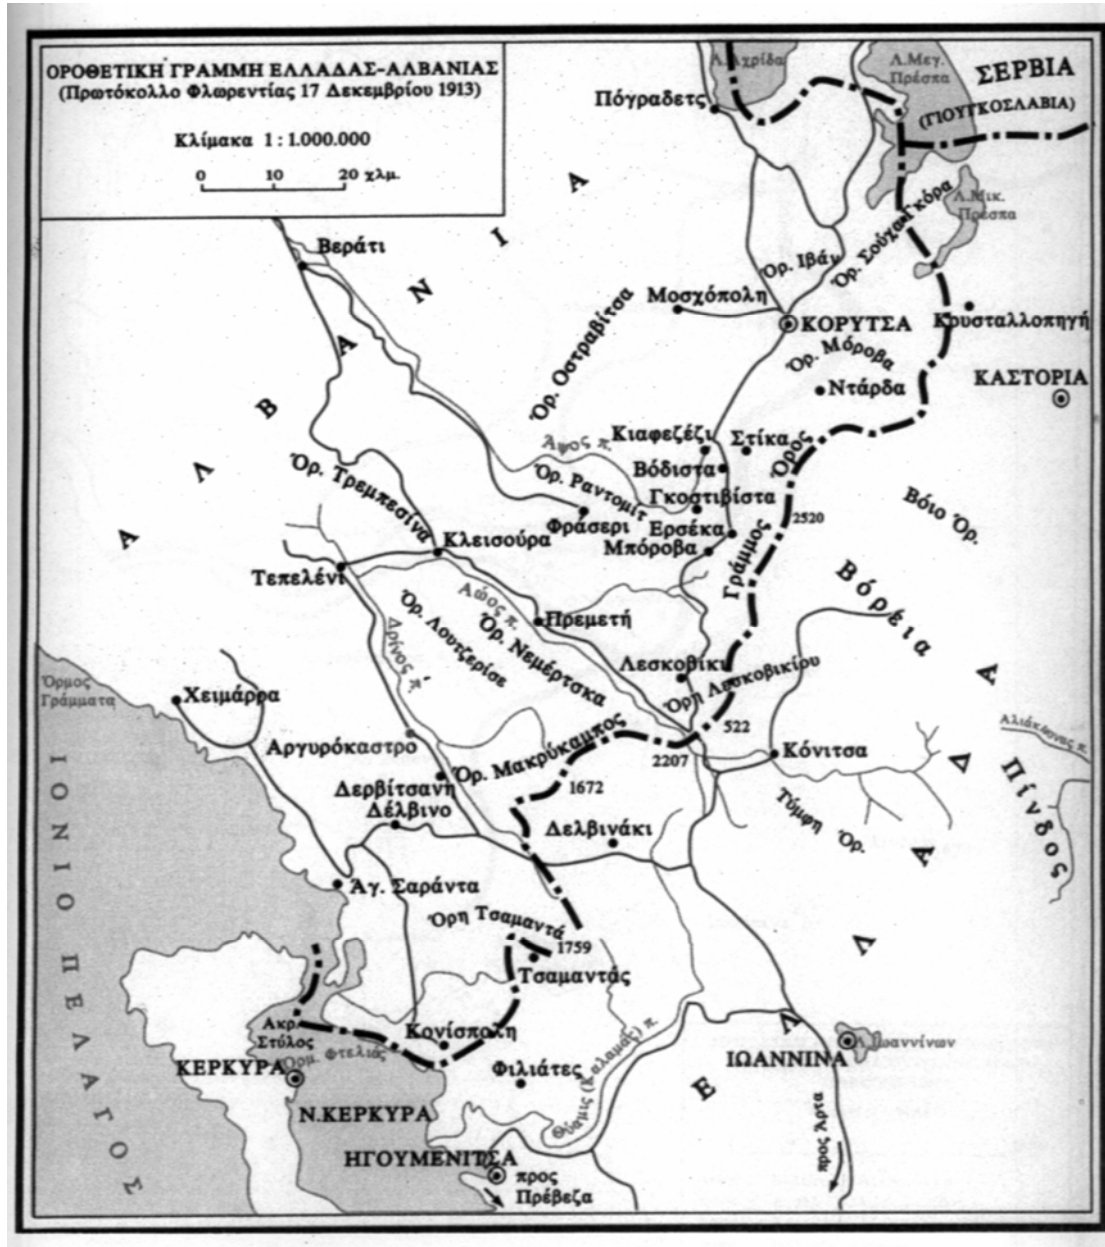 ΟΡΟΘΕΤΙΚΗ ΓΡΑΜΜΗ ΕΛΛΑΔΑΣ-ΑΛΒΑΝΙΑΣ
(Πρωτόκολλο Φλωρεντίας 17 Δεκεμβρίου 1913)
Κλίμακα 1 : 1.000.000
0 10 20 χλμ.
Λ.Αχρίδα
Λ.Μεγ.
Πρέσπα
ΣΕΡΒΙΑ
(ΓΙΟΥΓΚΟΣΛΑΒΙΑ)
Πόγραδετς
Λ.Μικ.
Πρέσπα
Όρ. Σούχα Γκόρα
Όρ. Ιβάν
Βεράτι
Μοσχόπολη
ΚΟΡΥΤΣΑ
Κρυσταλλοπηγή
Όρ. Μόροβα
Ντάρδα
ΚΑΣΤΟΡΙΑ
Όρ. Οστραβίτσα
ΑΛΒΑΝΙΑ
Κιαφεζέζι
Στίκα
Άψος π.
Βόδιστα
Όρ. Τρεμπεσίνα
Όρ. Ραντομίτ
Γκοστιβίστα
Γράμμος Όρος
2520
Βόιο Όρ.
Φράσερι
Ερσέκα
Μπόροβα
Κλεισούρα
Τεπελένι
Αώος π.
Πρεμετή
Βόρεια
Πίνδος
Δρίνος π.
Όρ. Λουτζερίσε
Όρ. Νεμέρτσκα
Λεσκοβίκι
Όρη Λεσκοβικίρυ
522
Όρμος
Γράμματα
Χειμάρρα
Αργυρόκαστρο
Όρ. Μακρύκαμπος
2207
Κόνιτσα
Αλιάκμονας π.
1672
Τύμφη Όρ.
Δερβίτσανη
Δέλβινο
Δελβινάκι
Άγ. Σαράντα
Όρη Τσαμαντά
1759
Τσαμαντάς
ΙΟΝΙΟ ΠΕΛΑΓΟΣ
ΕΛΛΑΔΑ
Ακρ.
Στύλος
Όρμ. Φτελιάς
Κονίσπολη
ΚΕΡΚΥΡΑ
Φιλιάτες
Θύαμις (Καλαμάς) π.
ΙΩΑΝΝΙΝΑ
Λ.Ιωαννίνων
Ν.ΚΕΡΚΥΡΑ
ΗΓΟΥΜΕΝΙΤΣΑ
προς
Πρέβεζα
προς Άρτα